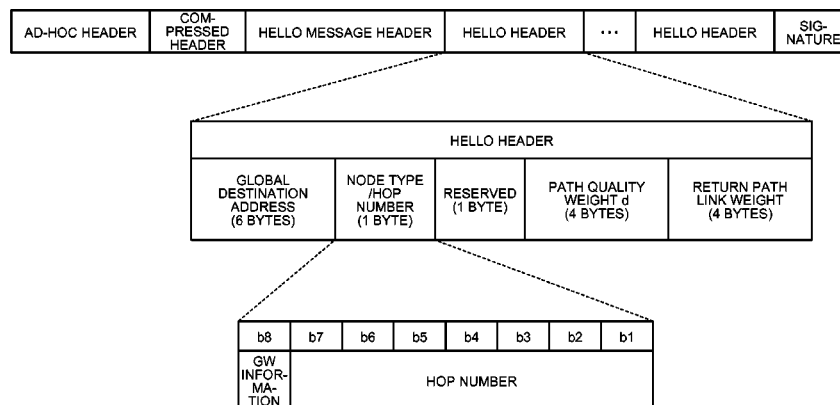 AD-HOC HEADER
COM-
PRESSED
HEADER
HELLO MESSAGE HEADER
HELLO HEADER
...
HELLO HEADER
SIG-
NATURE
HELLO HEADER
GLOBAL
DESTINATION
ADDRESS
(6 BYTES)
NODE TYPE
/HOP
NUMBER
(1 BYTE)
RESERVED
(1 BYTE)
PATH QUALITY
WEIGHT d
(4 BYTES)
RETURN PATH
LINK WEIGHT
(4 BYTES)
b8 b7 b6 b5 b4 b3 b2 b1
GW
INFOR-
MA-
TION
HOP NUMBER